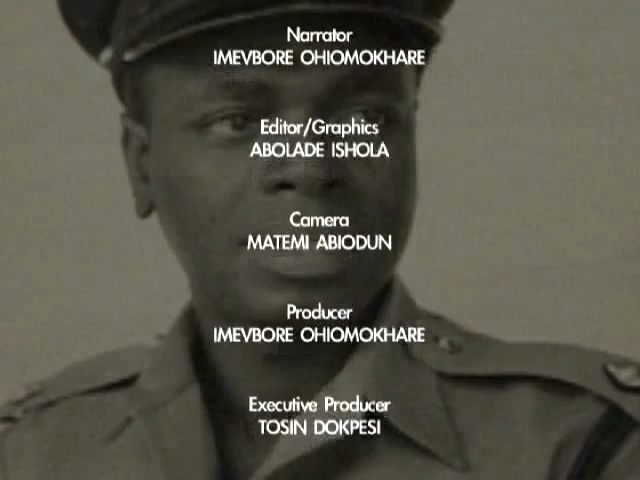 Narrator
IMEVBORE OHIOMOKHARE
Editor/Graphics
ABOLADE ISHOLA
Camera
MATEMI ABIODUN
Producer
IMEVBORE OHIOMOKHARE
Executive Producer
TOSIN DOKPESI